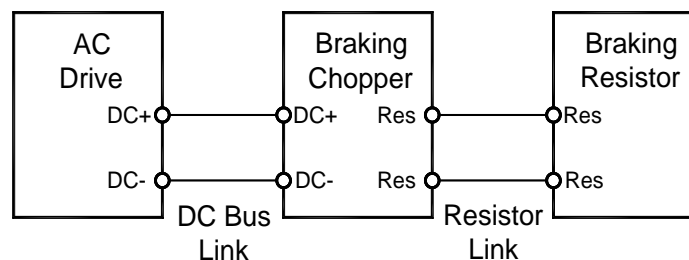 AC
Drive
Braking
Chopper
Braking
Resistor
DC+
DC+
Res
Res
DC-
DC-
Res
Res
DC Bus
Link
Resistor
Link